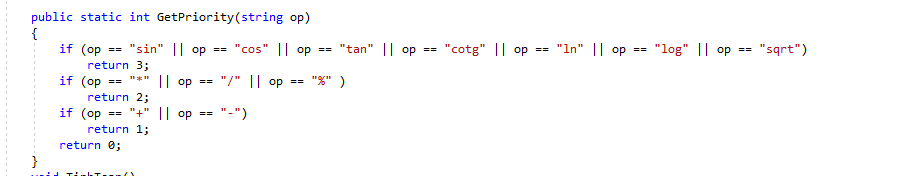 public static int GetPriority(string op)
{
if (op == "sin" || op == "cos" || op == "tan" || op == "cotg" || op == "ln" || op == "log" || op == "sqrt")
return 3;
if (op == "*" || op == "/" || op == "%" )
return 2;
if (op == "+" || op == "-")
return 1;
return 0;
}